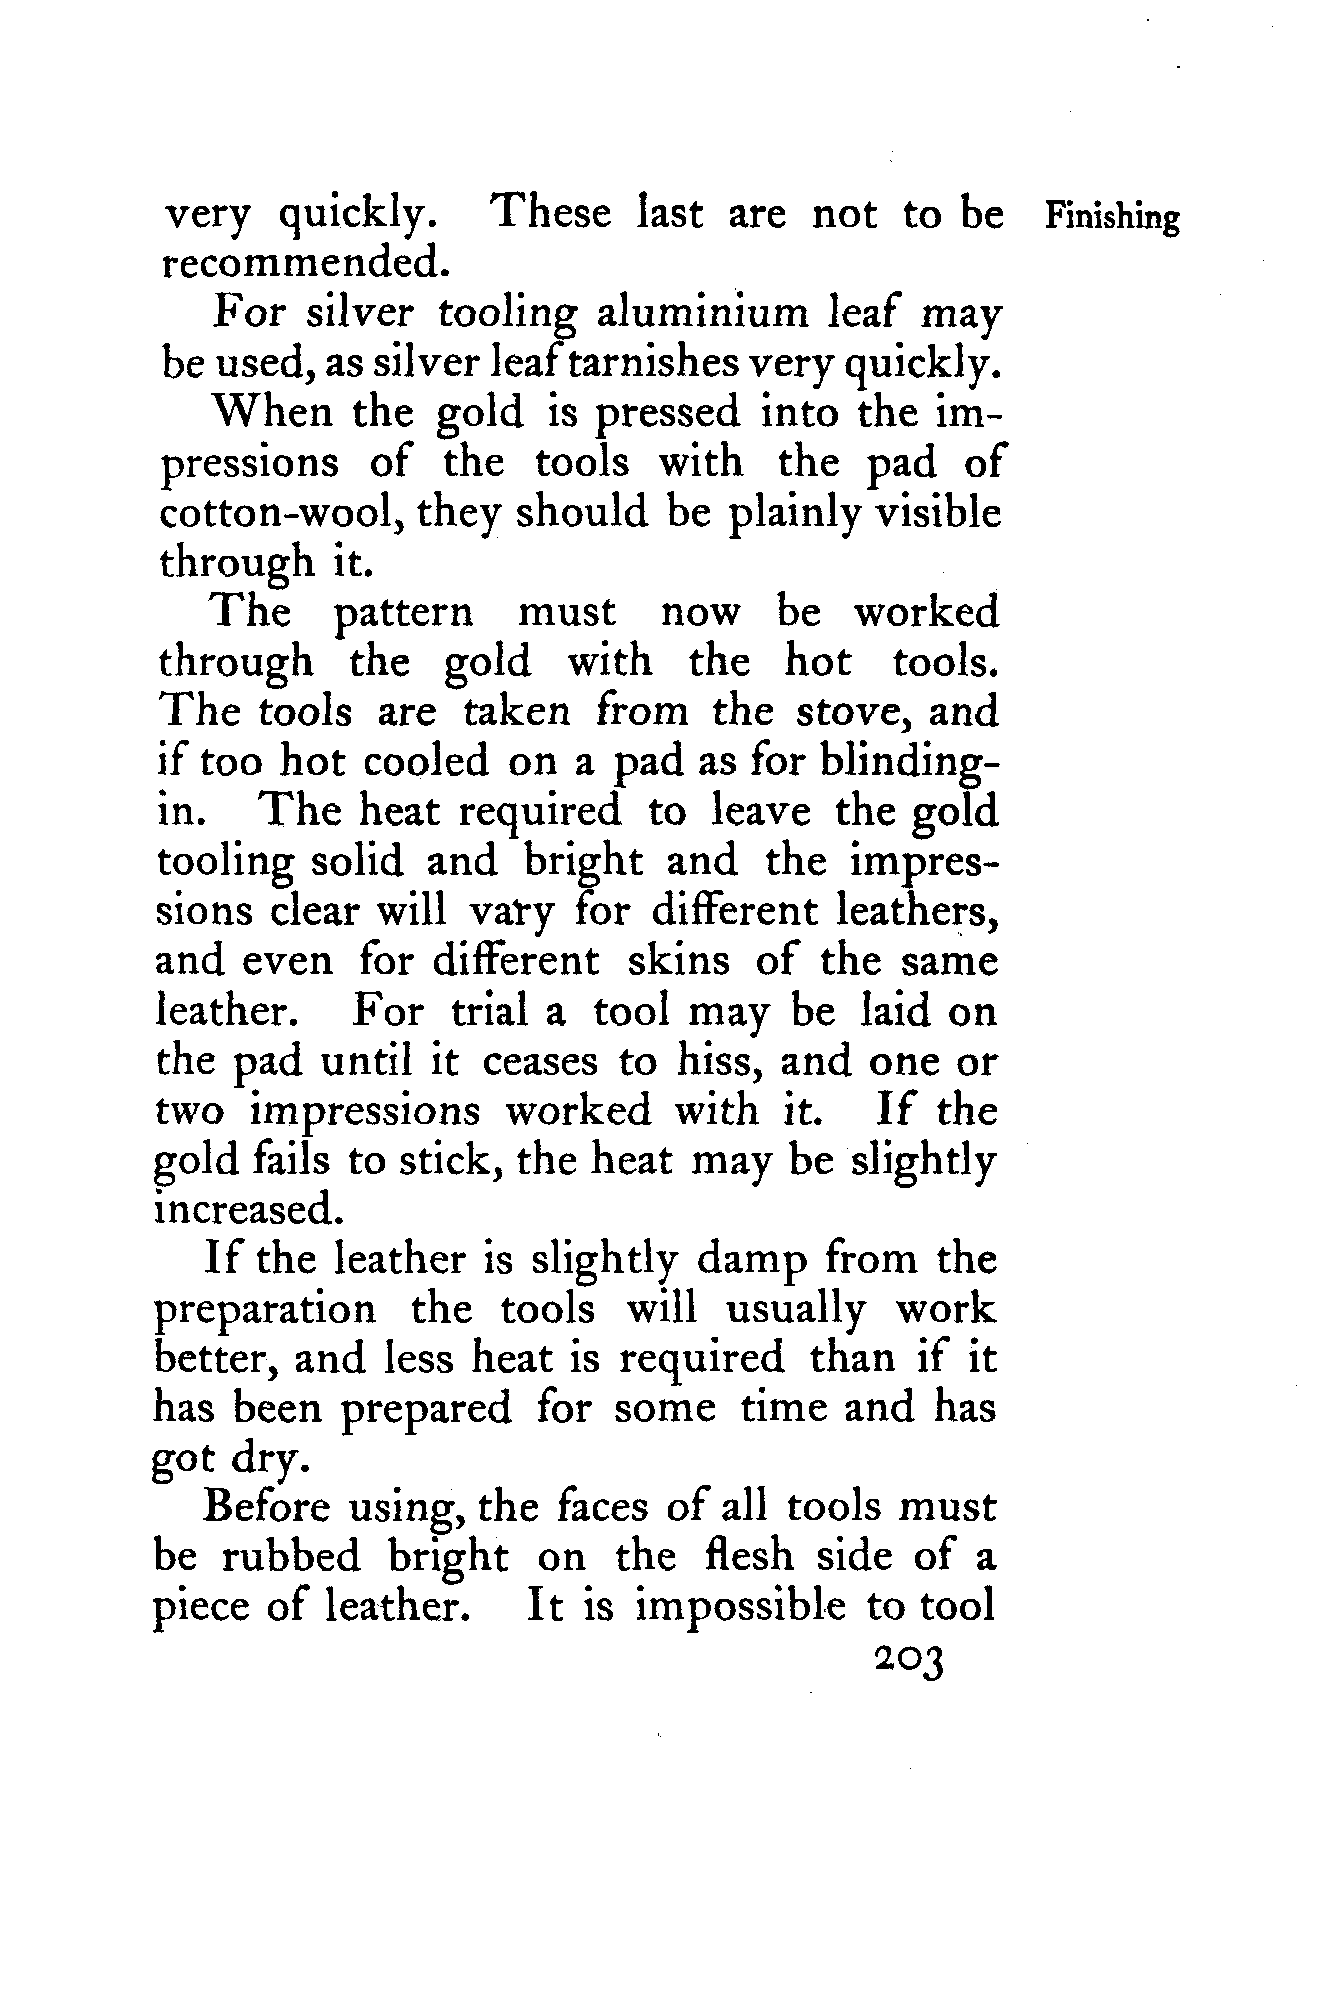 very quickly. These last are not to be Finishing
recommended.
For silver tooling aluminium leaf may
be used, as silver leaf tarnishes very quickly.
When the gold is pressed into the im-
pressions of the tools with the pad of
cotton-wool, they should be plainly visible
through it.
The pattern must now be worked
through the gold with the hot tools.
The tools are taken from the stove, and
if too hot cooled on a pad as for blinding-
in. The heat required to leave the gold
tooling solid and bright and the impres-
sions clear will vary for different leathers,
and even for different skins of the same
leather. For trial a tool may be laid on
the pad until it ceases to hiss, and one or
two impressions worked with it. If the
gold fails to stick, the heat may be slightly
increased.
If the leather is slightly damp from the
preparation the tools will usually work
better, and less heat is required than if it
has been prepared for some time and has
got dry.
Before using, the faces of all tools must
be rubbed bright on the flesh side of a
piece of leather. It is impossible to tool
203